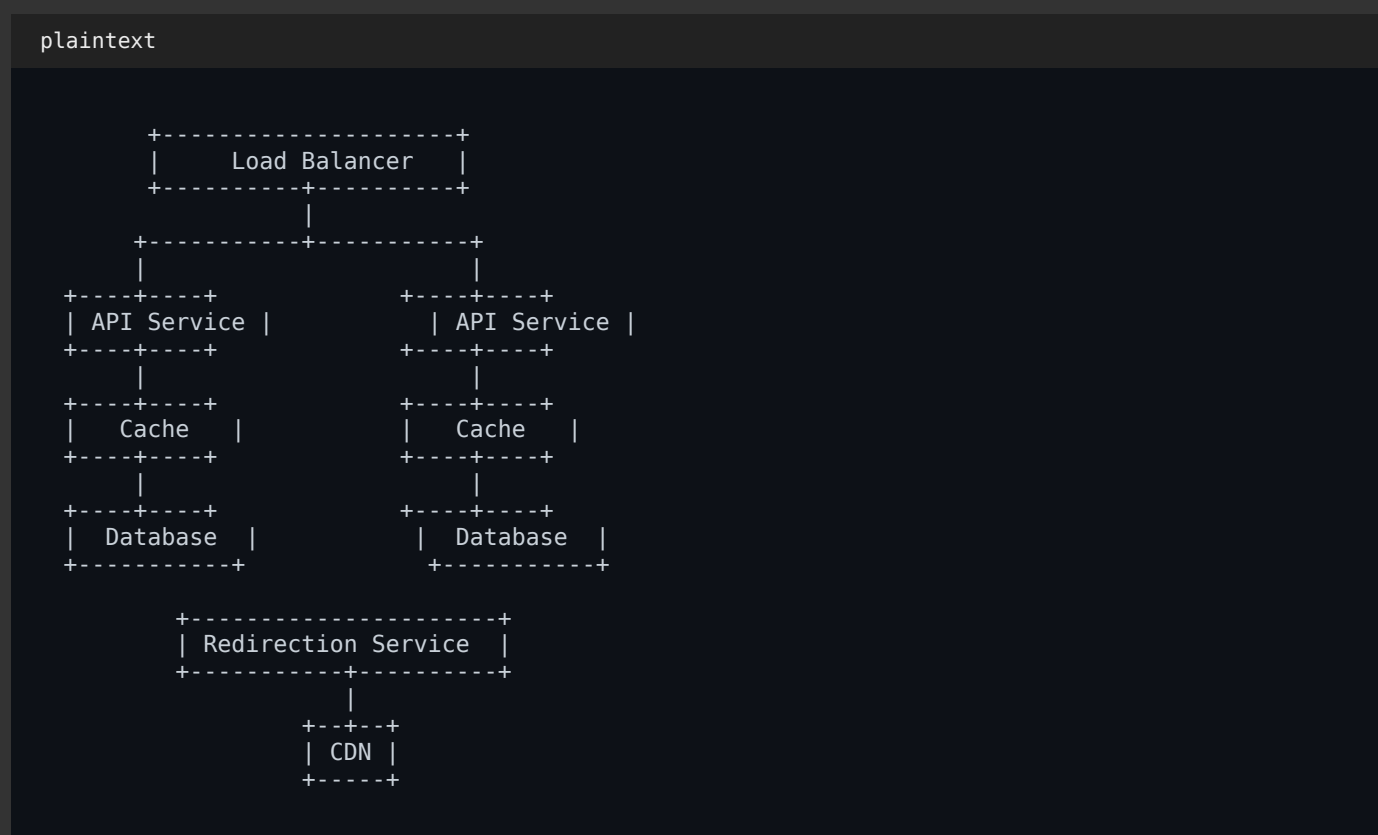 plaintext
          +---------------------+
          |     Load Balancer   |
          +----------+----------+
                     |
         +-----------+-----------+
         |                       |
    +----+----+             +----+----+
    | API Service |           | API Service |
    +----+----+             +----+----+
         |                       |
    +----+----+             +----+----+
    |   Cache   |           |   Cache   |
    +----+----+             +----+----+
         |                       |
    +----+----+             +----+----+
    |  Database  |           |  Database  |
    +-----------+             +-----------+

            +----------------------+
            | Redirection Service  |
            +-----------+----------+
                        |
                     +--+--+
                     | CDN |
                     +-----+